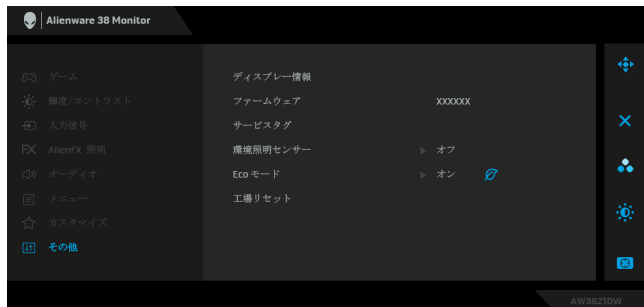 Alienware 38 Monitor
ゲーム
輝度/コントラスト
入力信号
FX AlienFX 照明
オーディオ
メニュー
カスタマイズ
その他
ディスプレー情報
ファームウェア XXXXXX
サービスタグ
環境照明センサー オフ
Eco モード オン
工場リセット
AW3821DW